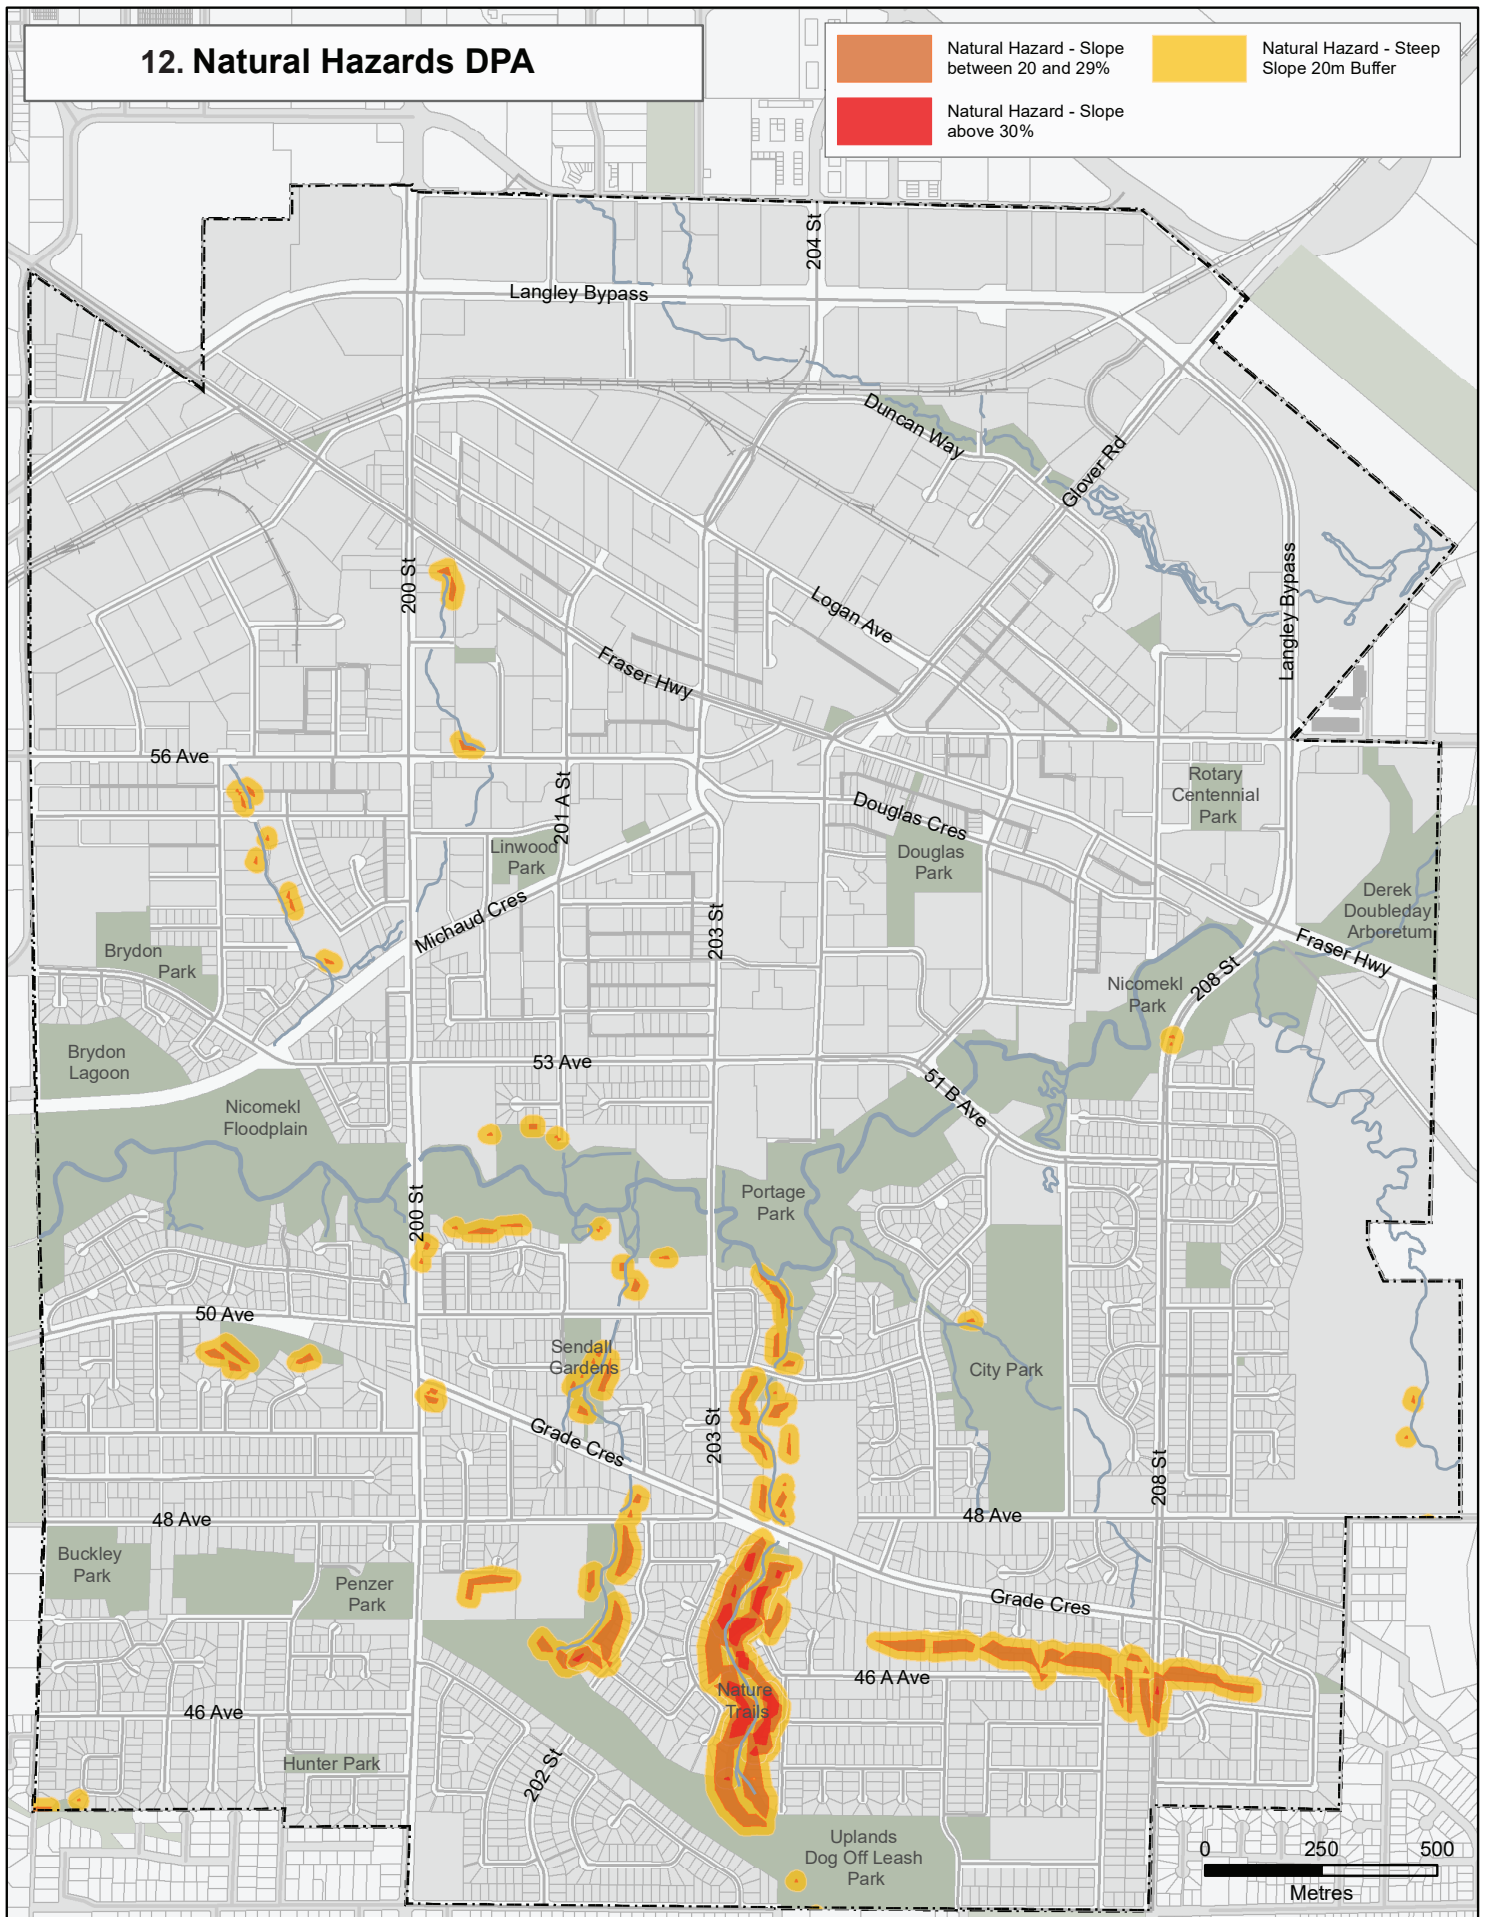 12. Natural Hazards DPA
Natural Hazard - Slope
between 20 and 29%
Natural Hazard - Steep
Slope 20m Buffer
Natural Hazard - Slope
above 30%
204 St
Langley Bypass
Duncan Way
Glover Rd
200 St
Langley Bypass
Logan Ave
Fraser Hwy
56 Ave
201 A St
Rotary
Centennial
Park
Douglas Cres
Linwood
Park
Douglas
Park
Derek
Doubleday
Arboretum
Michaud Cres
203 St
Brydon
Park
Fraser Hwy
208 St
Nicomekl
Park
Brydon
Lagoon
53 Ave
51 B Ave
Nicomekl
Floodplain
200 St
Portage
Park
50 Ave
Sendall
Gardens
City Park
Grade Cres
203 St
208 St
48 Ave
48 Ave
Buckley
Park
Penzer
Park
Grade Cres
46 A Ave
Nature
Trails
46 Ave
Hunter Park
202 St
Uplands
Dog Off Leash
Park
0 250 500
Metres